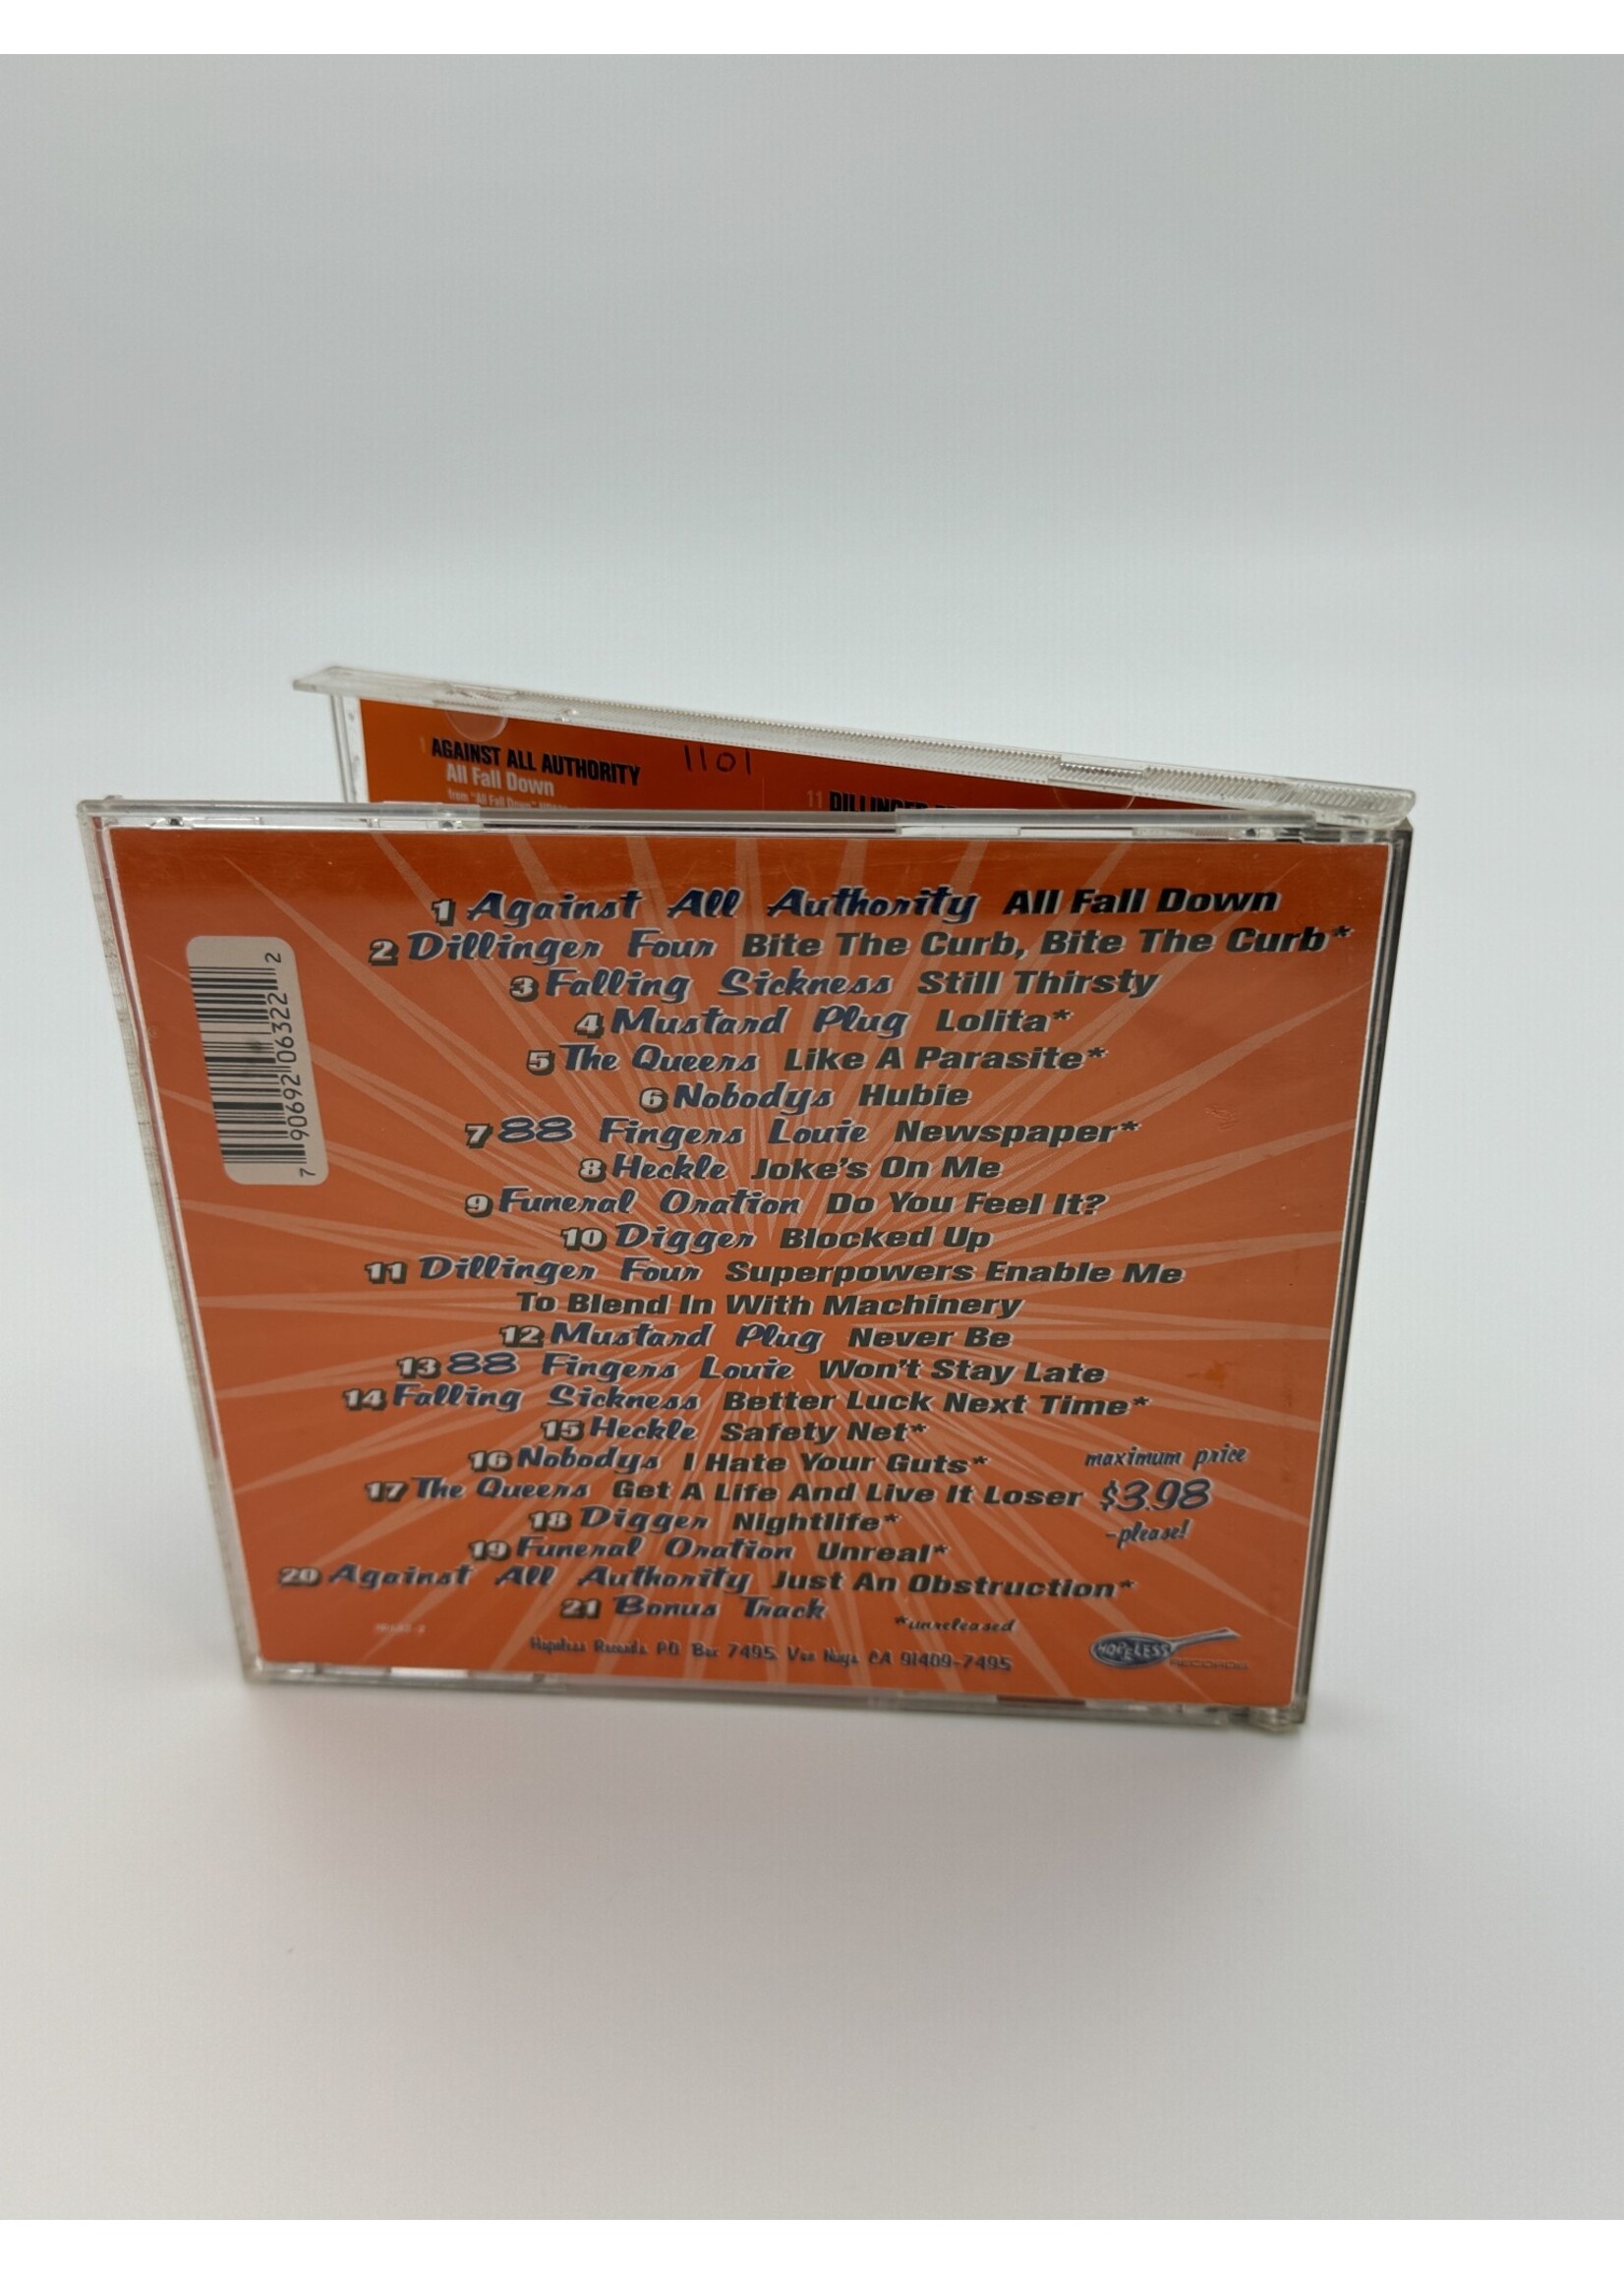 1 AGAINST ALL AUTHORITY
All Fall Down
1101
11 DILLINGER
1 Against All Authority All Fall Down
2 Dillinger Four Bite The Curb, Bite The Curb*
3 Falling Sickness Still Thirsty
4 Mustard Plug Lolita*
5 The Queers Like A Parasite*
6 Nobodys Hubie
7 88 Fingers Louie Newspaper*
8 Heckle Joke's On Me
9 Funeral Oration Do You Feel It?
10 Digger Blocked Up
11 Dillinger Four Superpowers Enable Me
To Blend In With Machinery
12 Mustard Plug Never Be
13 88 Fingers Louie Won't Stay Late
14 Falling Sickness Better Luck Next Time*
15 Heckle Safety Net*
16 Nobodys I Hate Your Guts*
17 The Queers Get A Life And Live It Loser
18 Digger Nightlife*
19 Funeral Oration Unreal*
20 Against All Authority Just An Obstruction*
21 Bonus Track
*unreleased
maximum price
$3.98
-please!
Hopeless Records P.O. Box 7495 Van Nuys CA 91409-7495
HOPELESS
RECORDS
7 90692 06322 2